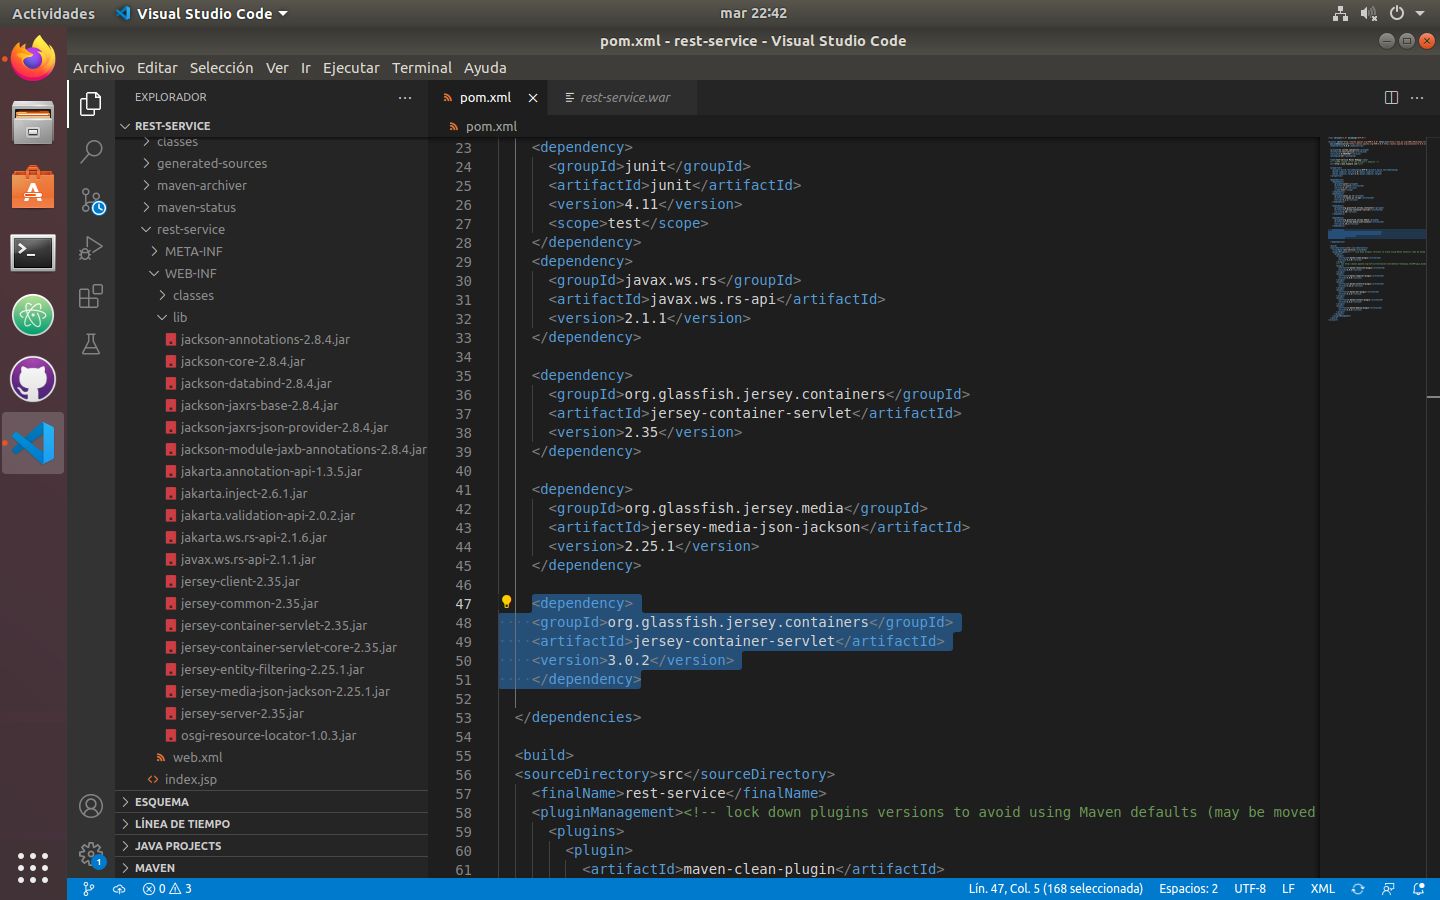 Actividades
Visual Studio Code
mar 22:42
pom.xml - rest-service - Visual Studio Code
Archivo Editar Selección Ver Ir Ejecutar Terminal Ayuda
EXPLORADOR
REST-SERVICE
classes
generated-sources
maven-archiver
maven-status
rest-service
META-INF
WEB-INF
classes
lib
jackson-annotations-2.8.4.jar
jackson-core-2.8.4.jar
jackson-databind-2.8.4.jar
jackson-jaxrs-base-2.8.4.jar
jackson-jaxrs-json-provider-2.8.4.jar
jackson-module-jaxb-annotations-2.8.4.jar
jakarta.annotation-api-1.3.5.jar
jakarta.inject-2.6.1.jar
jakarta.validation-api-2.0.2.jar
jakarta.ws.rs-api-2.1.6.jar
javax.ws.rs-api-2.1.1.jar
jersey-client-2.35.jar
jersey-common-2.35.jar
jersey-container-servlet-2.35.jar
jersey-container-servlet-core-2.35.jar
jersey-entity-filtering-2.25.1.jar
jersey-media-json-jackson-2.25.1.jar
jersey-server-2.35.jar
osgi-resource-locator-1.0.3.jar
web.xml
index.jsp
ESQUEMA
LÍNEA DE TIEMPO
JAVA PROJECTS
MAVEN
1
pom.xml
rest-service.war
pom.xml
23 <dependency>
24 <groupId>junit</groupId>
25 <artifactId>junit</artifactId>
26 <version>4.11</version>
27 <scope>test</scope>
28 </dependency>
29 <dependency>
30 <groupId>javax.ws.rs</groupId>
31 <artifactId>javax.ws.rs-api</artifactId>
32 <version>2.1.1</version>
33 </dependency>
34
35 <dependency>
36 <groupId>org.glassfish.jersey.containers</groupId>
37 <artifactId>jersey-container-servlet</artifactId>
38 <version>2.35</version>
39 </dependency>
40
41 <dependency>
42 <groupId>org.glassfish.jersey.media</groupId>
43 <artifactId>jersey-media-json-jackson</artifactId>
44 <version>2.25.1</version>
45 </dependency>
46
47 <dependency>
48 <groupId>org.glassfish.jersey.containers</groupId>
49 <artifactId>jersey-container-servlet</artifactId>
50 <version>3.0.2</version>
51 </dependency>
52
53 </dependencies>
54
55 <build>
56 <sourceDirectory>src</sourceDirectory>
57 <finalName>rest-service</finalName>
58 <pluginManagement><!-- lock down plugins versions to avoid using Maven defaults (may be moved
59 <plugins>
60 <plugin>
61 <artifactId>maven-clean-plugin</artifactId>
0 3
Lín. 47, Col. 5 (168 seleccionada) Espacios: 2 UTF-8 LF XML